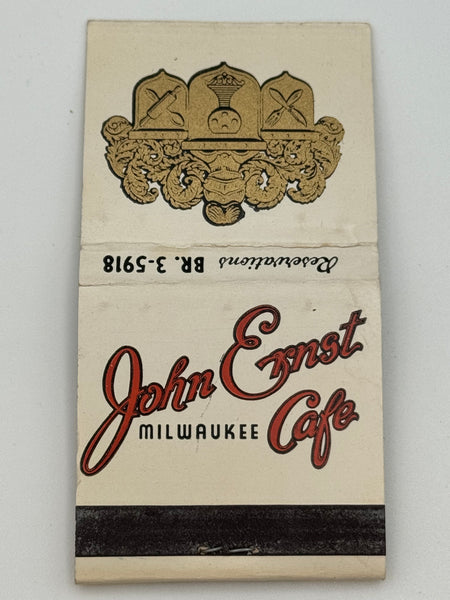 Reservations BR. 3-5918
John Ernst
MILWAUKEE Cafe